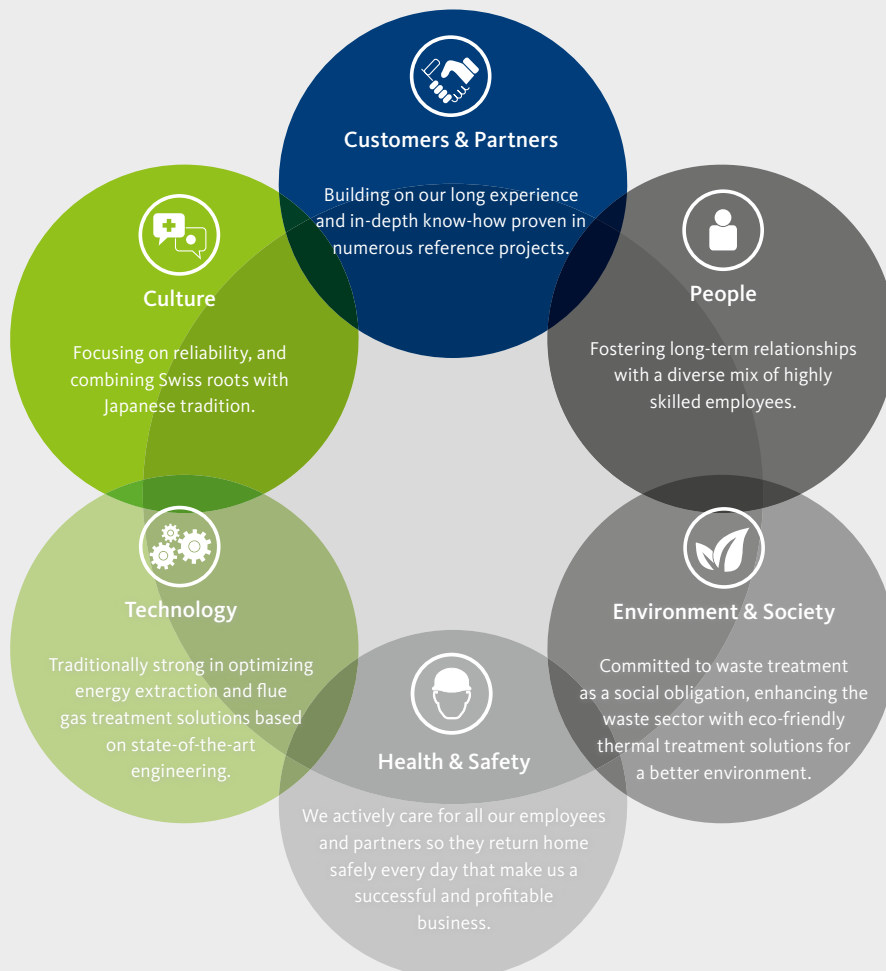 Customers & Partners
Building on our long experience
and in-depth know-how proven in
numerous reference projects.
Culture
Focusing on reliability, and
combining Swiss roots with
Japanese tradition.
People
Fostering long-term relationships
with a diverse mix of highly
skilled employees.
Technology
Traditionally strong in optimizing
energy extraction and flue
gas treatment solutions based
on state-of-the-art
engineering.
Environment & Society
Committed to waste treatment
as a social obligation, enhancing the
waste sector with eco-friendly
thermal treatment solutions for
a better environment.
Health & Safety
We actively care for all our employees
and partners so they return home
safely every day that make us a
successful and profitable
business.